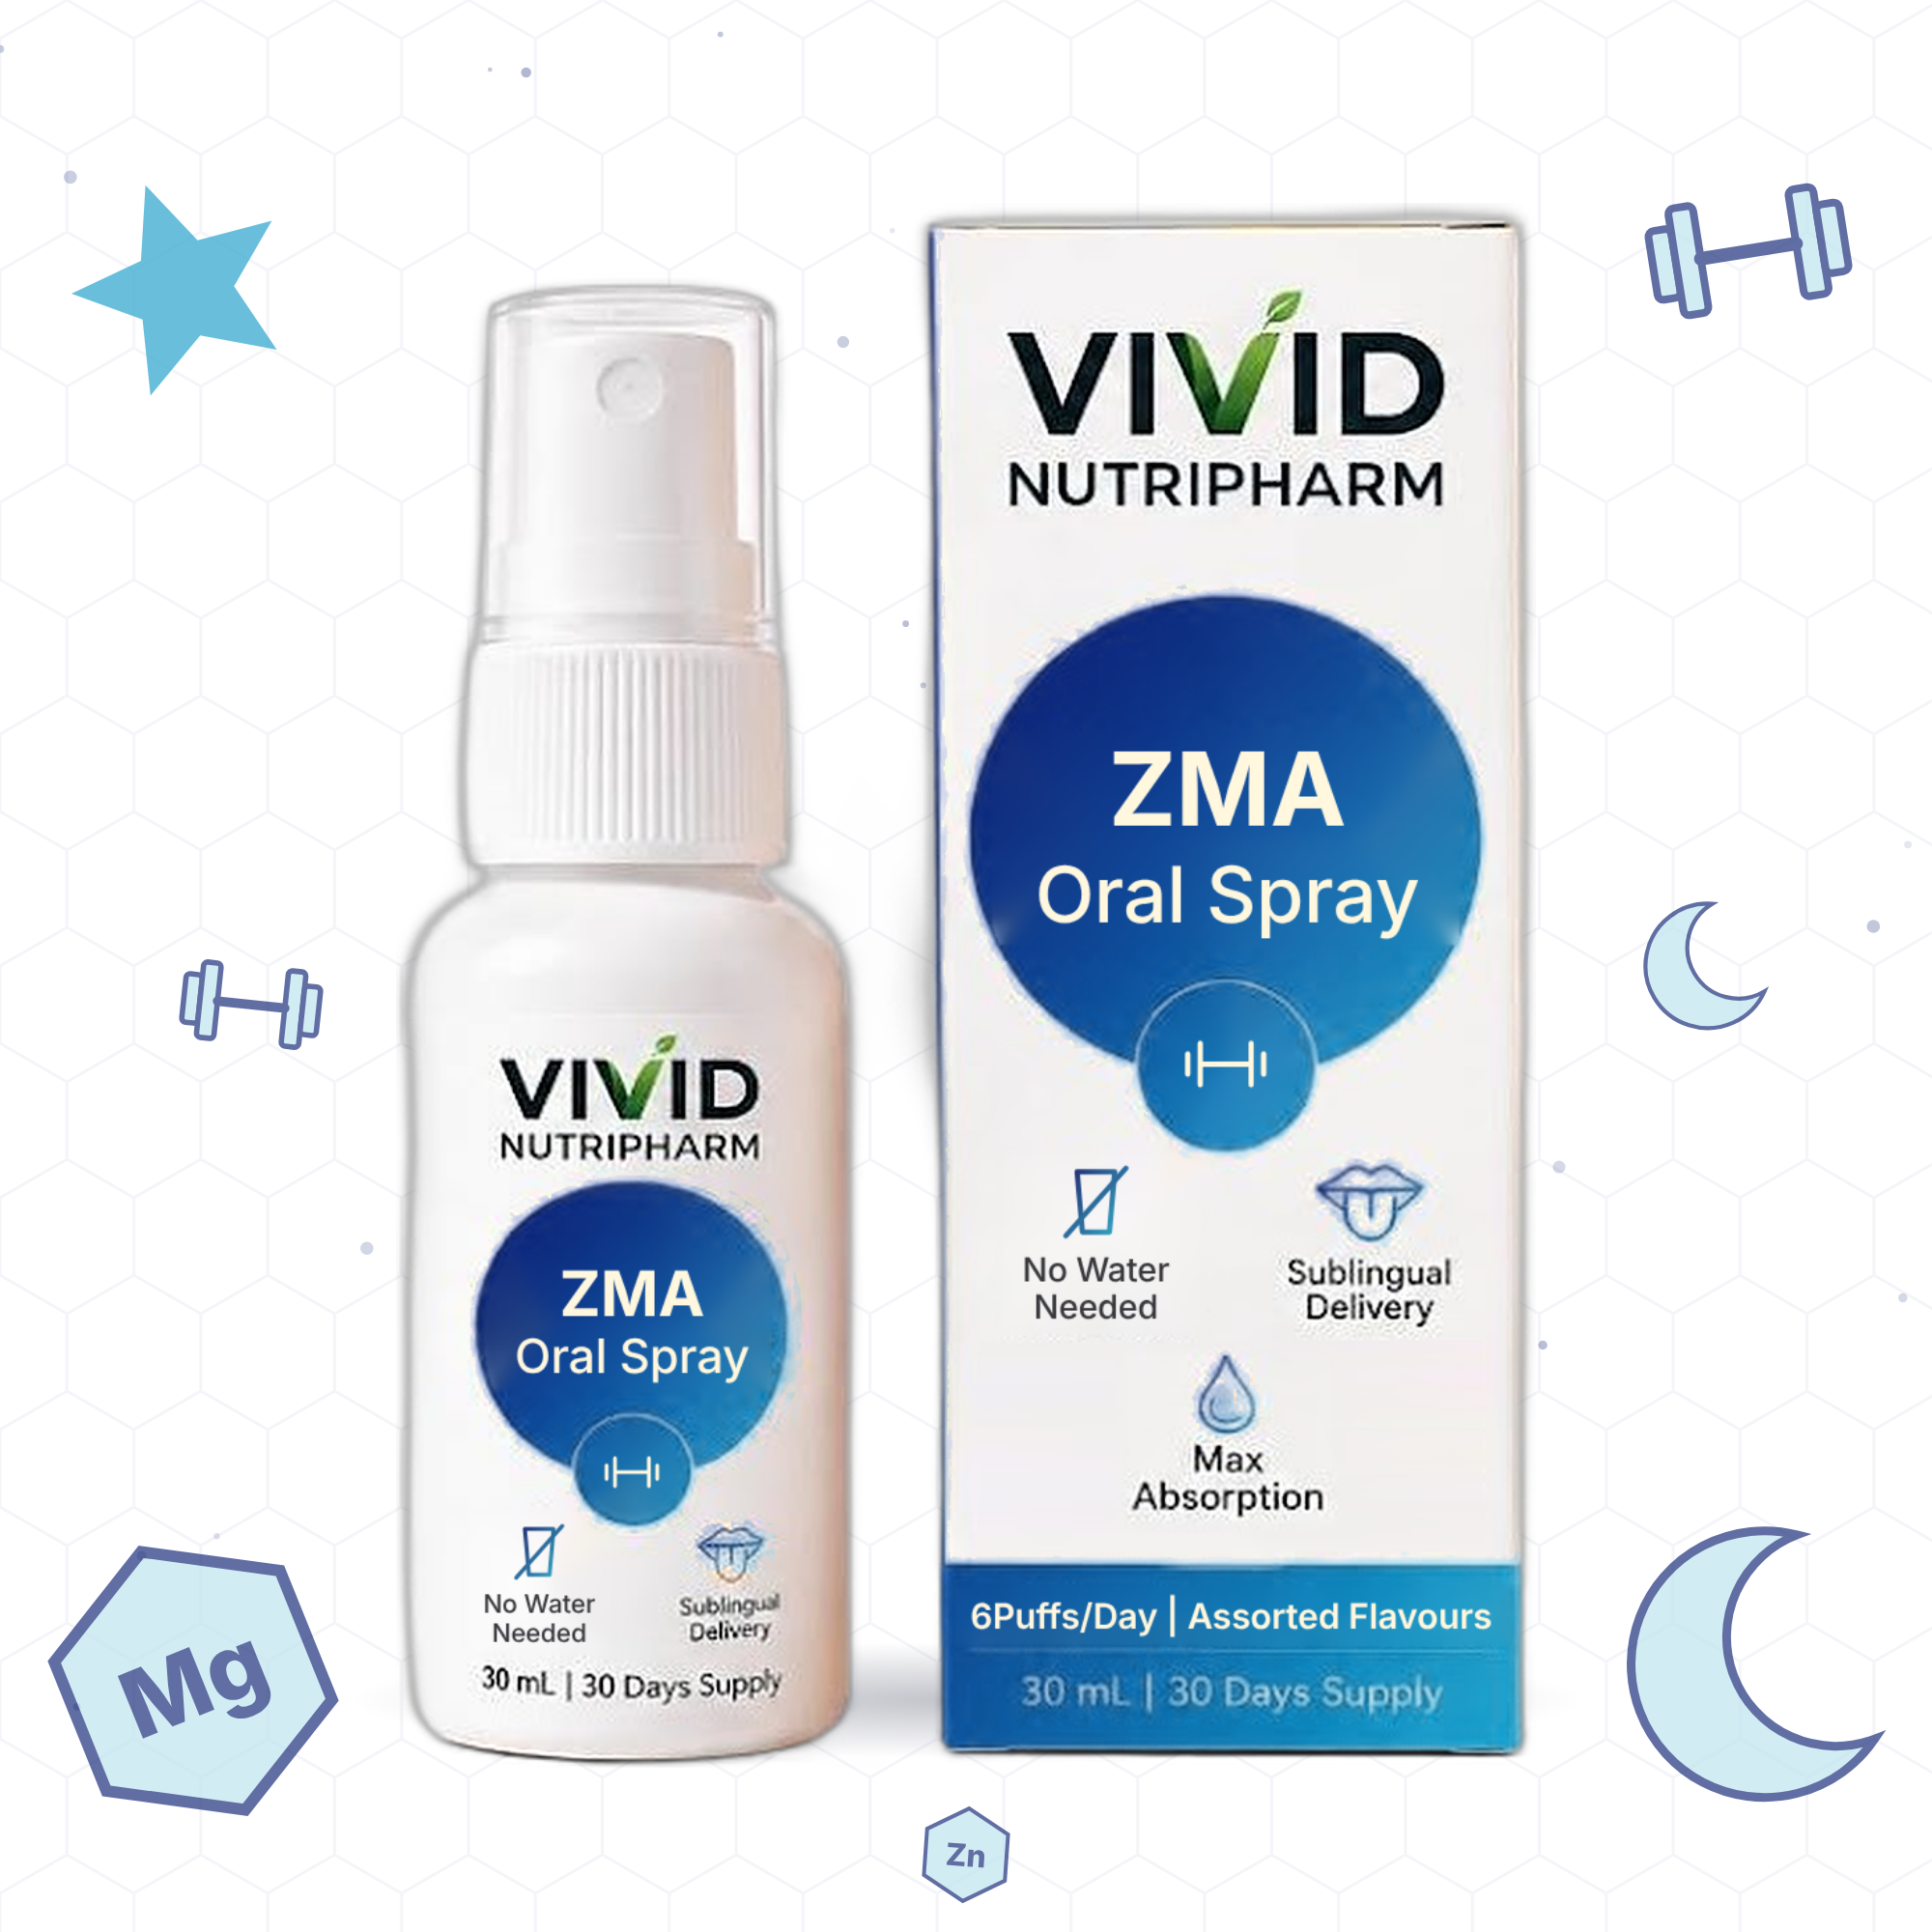 VIVID
NUTRIPHARM
ZMA
Oral Spray
No Water
Needed
Sublingual
Delivery
30 mL | 30 Days Supply
VIVID
NUTRIPHARM
ZMA
Oral Spray
No Water
Needed
Sublingual
Delivery
Max
Absorption
6Puffs/Day | Assorted Flavours
30 mL | 30 Days Supply
Mg
Zn